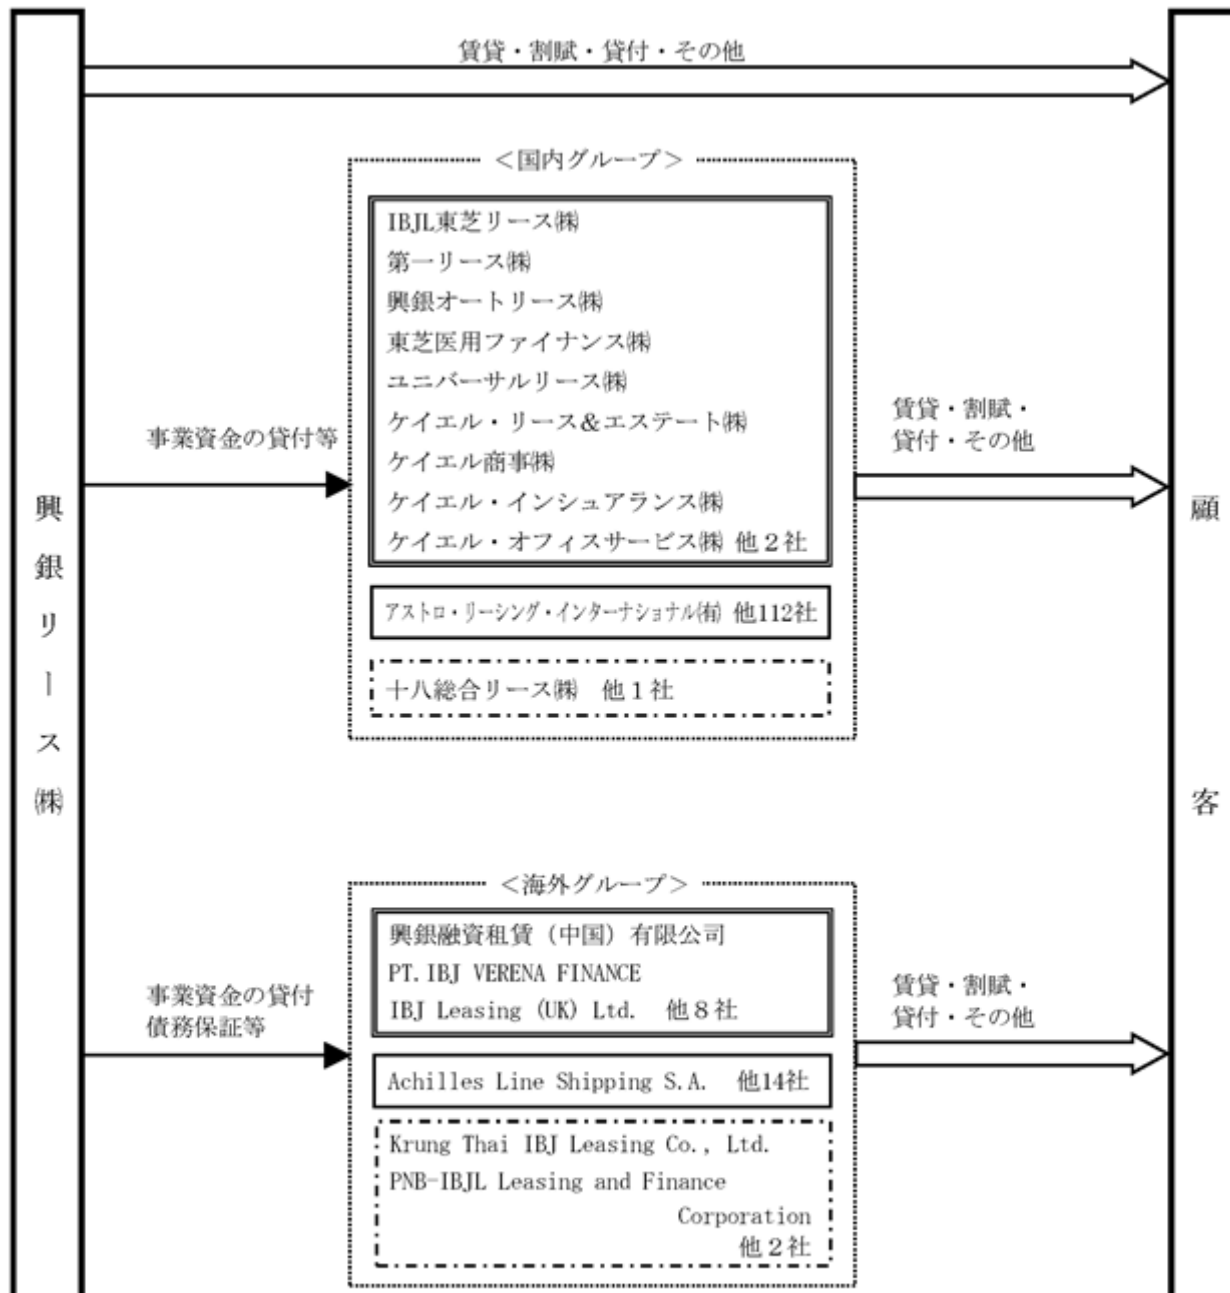 賃貸・割賦・貸付・その他
興銀リース㈱
顧客
＜国内グループ＞
IBJL東芝リース㈱
第一リース㈱
興銀オートリース㈱
東芝医用ファイナンス㈱
ユニバーサルリース㈱
ケイエル・リース&エステート㈱
ケイエル商事㈱
ケイエル・インシュアランス㈱
ケイエル・オフィスサービス㈱ 他２社
アストロ・リーシング・インターナショナル㈲ 他112社
十八総合リース㈱　他１社
事業資金の貸付等
賃貸・割賦・
貸付・その他
＜海外グループ＞
興銀融資租賃（中国）有限公司
PT. IBJ VERENA FINANCE
IBJ Leasing (UK) Ltd.　他８社
Achilles Line Shipping S.A.　他14社
Krung Thai IBJ Leasing Co., Ltd.
PNB-IBJL Leasing and Finance
Corporation
他２社
事業資金の貸付
債務保証等
賃貸・割賦・
貸付・その他